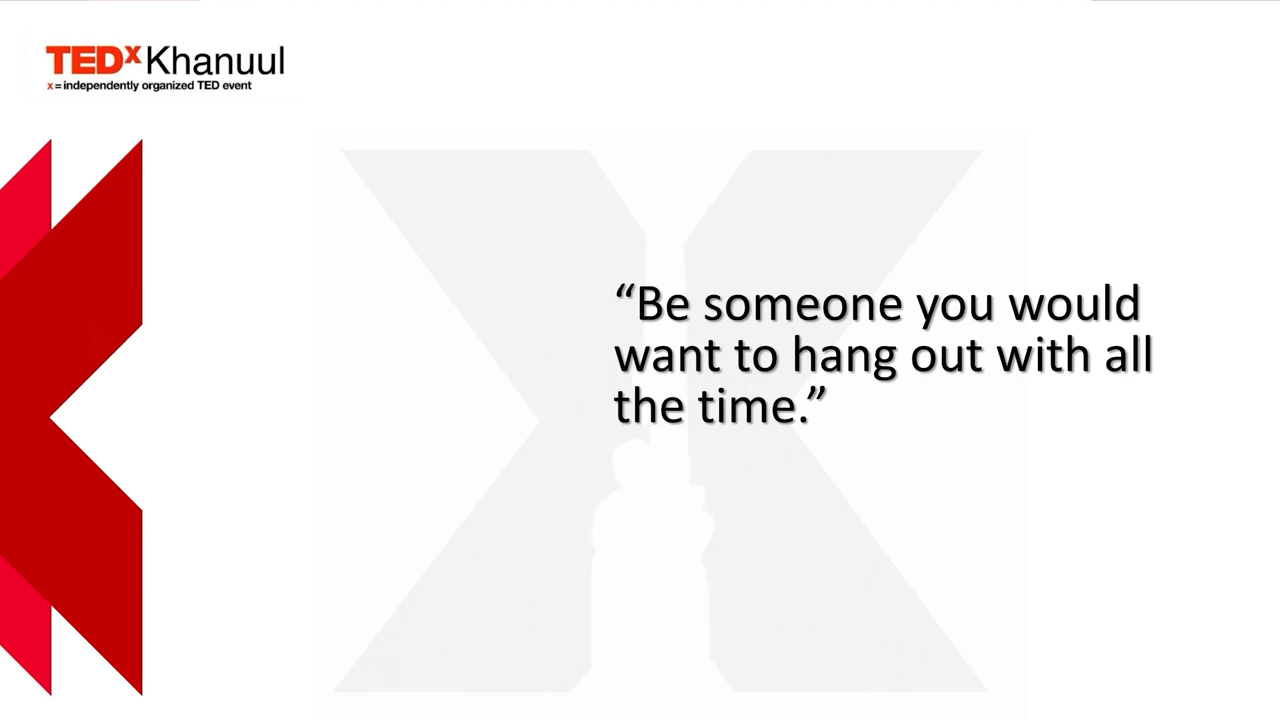 TEDxKhanuul
x = independently organized TED event
“Be someone you would
want to hang out with all
the time.”